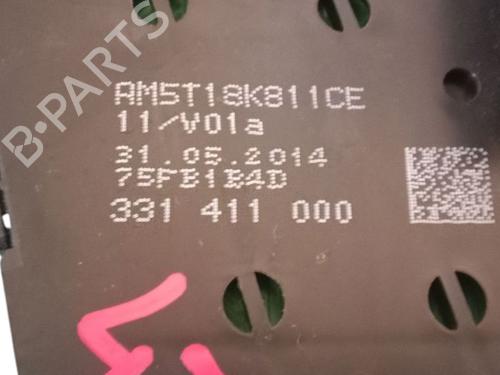 AM5T18K811CE
11/V01a
31.05.2014
75FB1B4D
331 411 000
B-PARTS